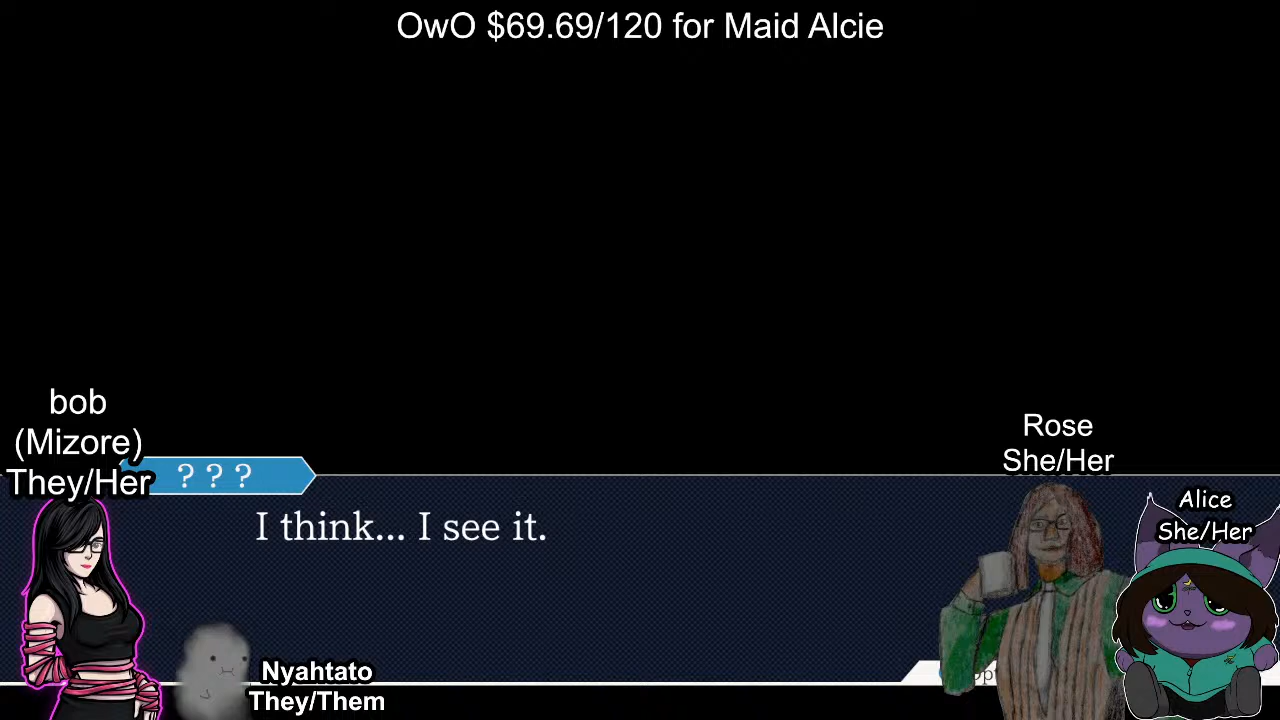 OwO $69.69/120 for Maid Alcie
bob
(Mizore)
They/Her
? ? ?
I think... I see it.
Nyahtato
They/Them
Rose
She/Her
Alice
She/Her